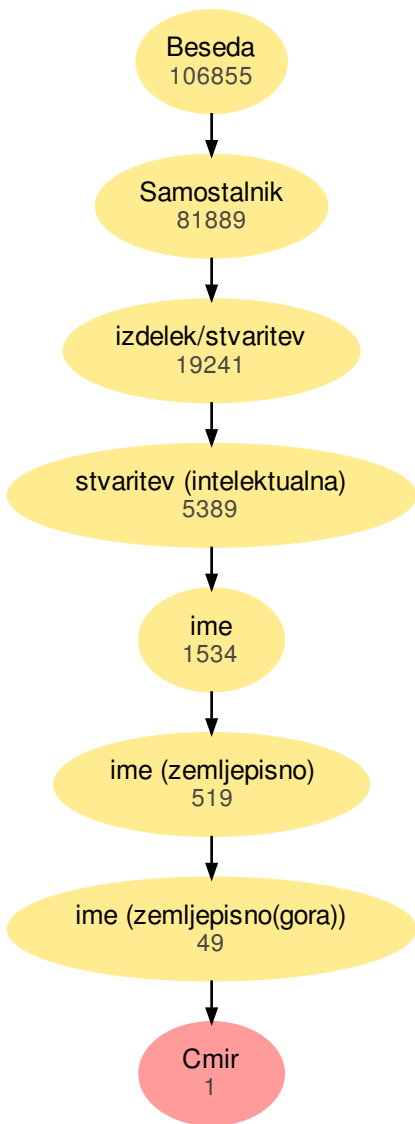 Beseda
106855
Samostalnik
81889
izdelek/stvaritev
19241
stvaritev (intelektualna)
5389
ime
1534
ime (zemljepisno)
519
ime (zemljepisno(gora))
49
Cmir
1